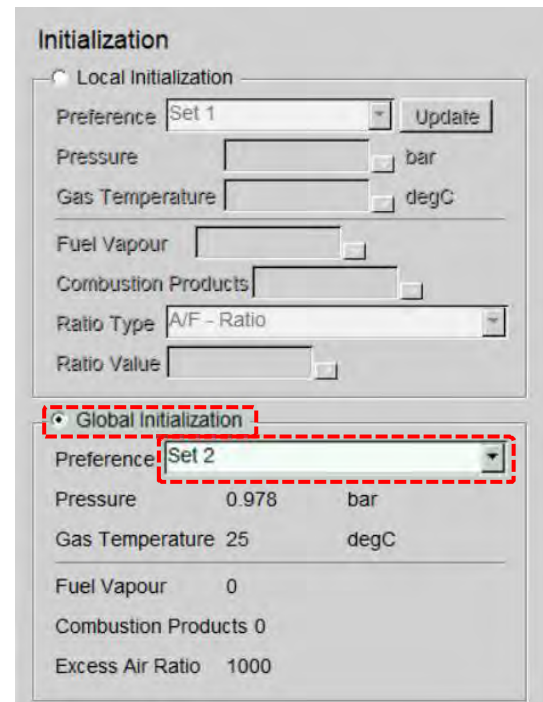 Initialization
Local Initialization
Preference Set 1 Update
Pressure bar
Gas Temperature degC
Fuel Vapour
Combustion Products
Ratio Type A/F - Ratio
Ratio Value
Global Initialization
Preference Set 2
Pressure 0.978 bar
Gas Temperature 25 degC
Fuel Vapour 0
Combustion Products 0
Excess Air Ratio 1000